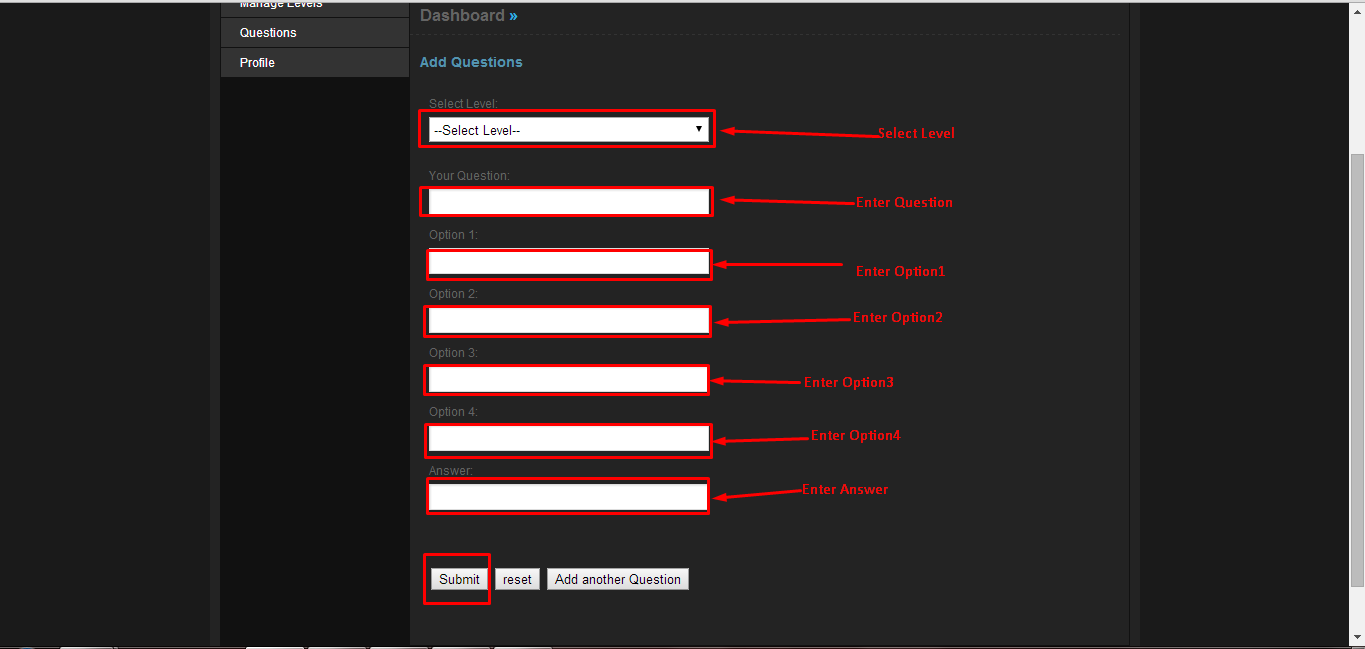 Manage Levels
Questions
Profile
Dashboard »
Add Questions
Select Level:
--Select Level--
Select Level
Your Question:
Enter Question
Option 1:
Enter Option1
Option 2:
Enter Option2
Option 3:
Enter Option3
Option 4:
Enter Option4
Answer:
Enter Answer
Submit
reset
Add another Question